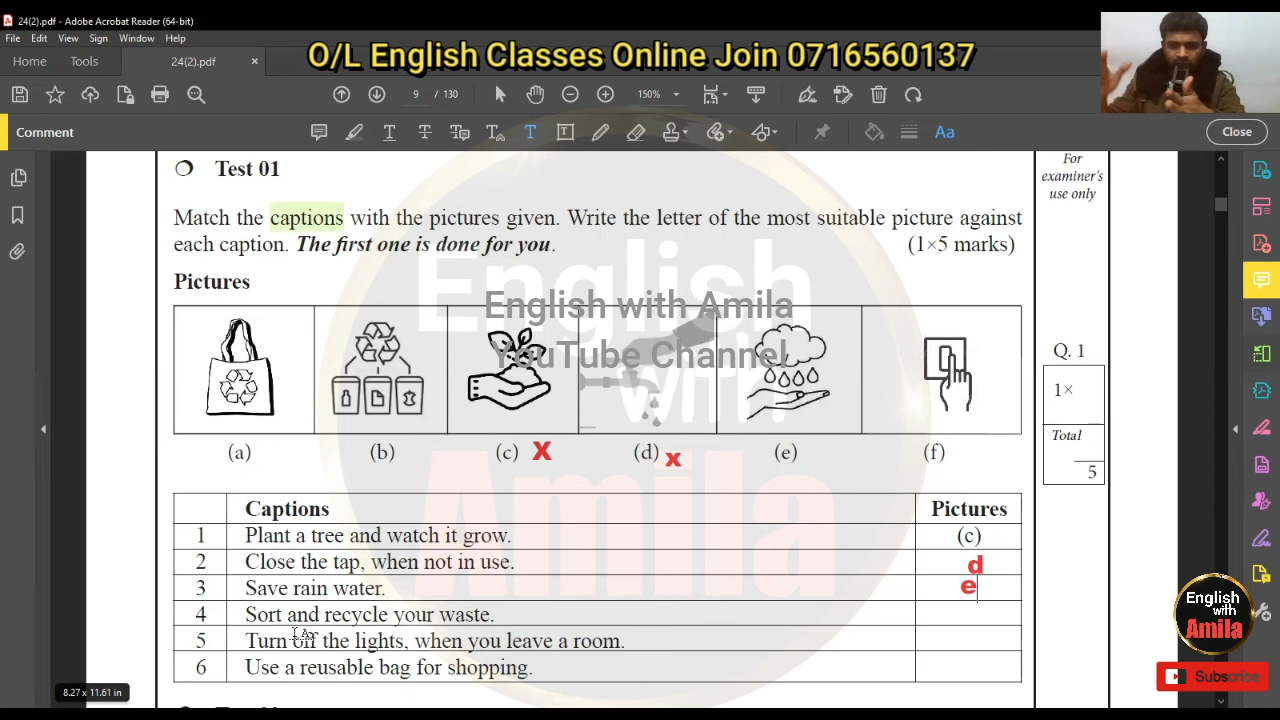 24(2).pdf - Adobe Acrobat Reader (64-bit)
File Edit View Sign Window Help
O/L English Classes Online Join 0716560137
Home Tools 24(2).pdf ×
9 / 130 150%
Comment Close
Test 01
For examiner's use only
Match the captions with the pictures given. Write the letter of the most suitable picture against
each caption. The first one is done for you. (1×5 marks)
Pictures
English with Amila
YouTube Channel
English
with
Amila
(a) (b) (c) X (d) x (e) (f)
Q. 1
1×
Total
5
Captions Pictures
1 Plant a tree and watch it grow. (c)
2 Close the tap, when not in use. d
3 Save rain water. e
4 Sort and recycle your waste.
5 Turn off the lights, when you leave a room.
6 Use a reusable bag for shopping.
English
with
Amila
Subscribe
8.27 x 11.61 in